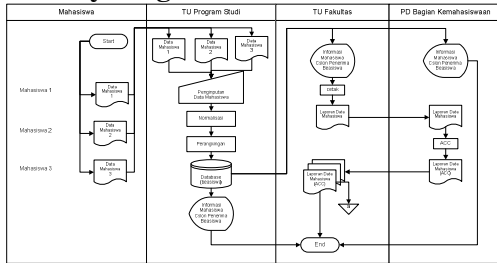 Mahasiswa
TU Program Studi
TU Fakultas
PD Bagian Kemahasiswaan
Start
Mahasiswa 1
Data
Mahasiswa
1
Mahasiswa 2
Data
Mahasiswa
2
Mahasiswa 3
Data
Mahasiswa
3
Data
Mahasiswa
1
Data
Mahasiswa
2
Data
Mahasiswa
3
Penginputan
Data Mahasiswa
Normalisasi
Perangkingan
Database
(Beasiswa)
Informasi
Mahasiswa
Calon Penerima
Beasiswa
Informasi
Mahasiswa
Calon Penerima
Beasiswa
cetak
Laporan Data
Mahasiswa
Laporan Data
Mahasiswa
(ACC)
End
Informasi
Mahasiswa
Calon Penerima
Beasiswa
Laporan Data
Mahasiswa
ACC
Laporan Data
Mahasiswa
(ACC)